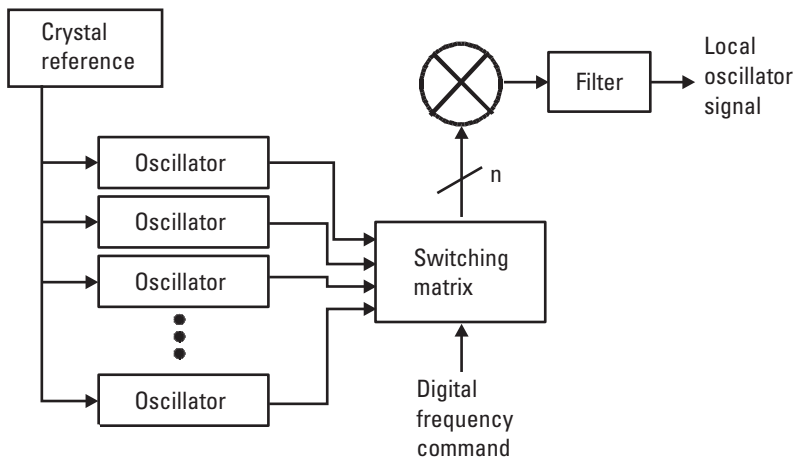 Crystal
reference
Oscillator
Oscillator
Oscillator
Oscillator
Switching
matrix
n
Filter
Local
oscillator
signal
Digital
frequency
command